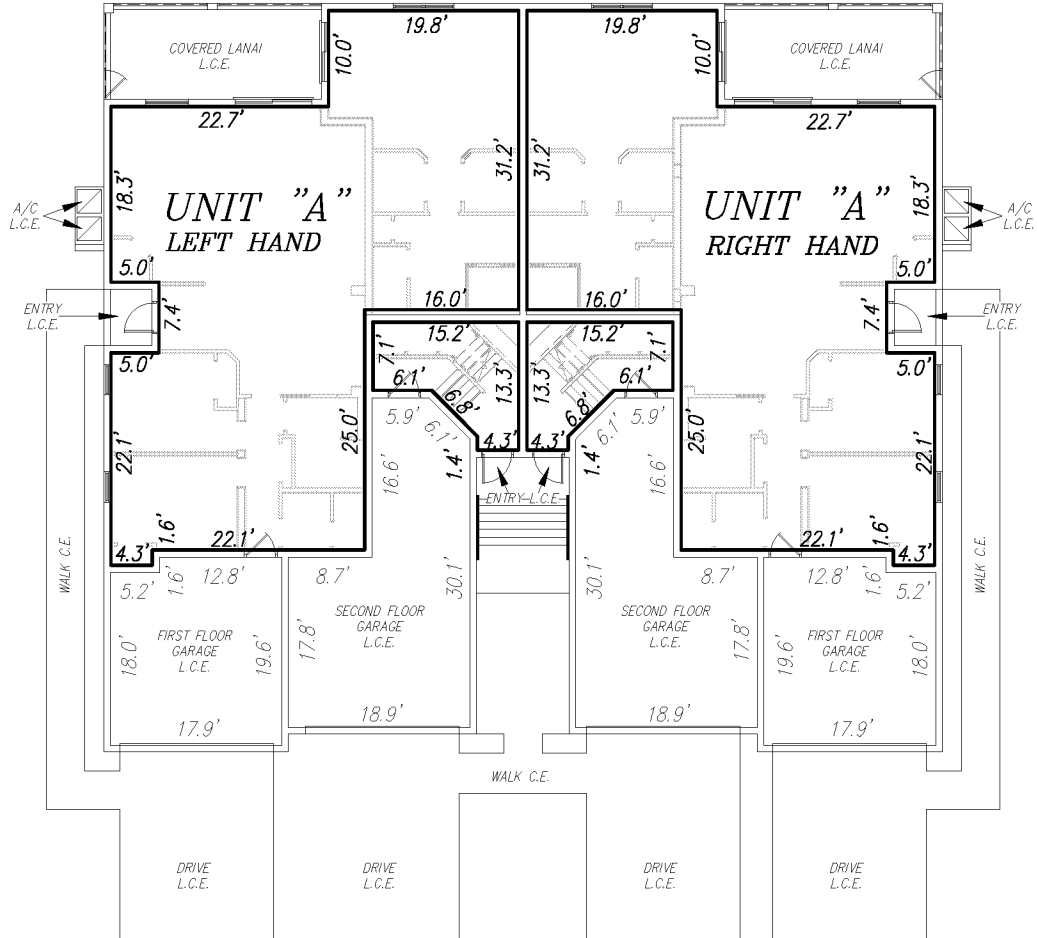 19.8' 19.8'
COVERED LANAI
L.C.E.
10.0' 10.0'
COVERED LANAI
L.C.E.
22.7' 22.7'
31.2' 31.2'
18.3' 18.3'
A/C
L.C.E.
UNIT "A"
LEFT HAND
UNIT "A"
RIGHT HAND
A/C
L.C.E.
5.0' 5.0'
16.0' 16.0'
ENTRY
L.C.E.
7.4' 7.4'
ENTRY
L.C.E.
15.2' 15.2'
7.1' 7.1'
5.0' 5.0'
6.1' 6.1'
13.3' 13.3'
6.8' 6.8'
5.9' 5.9'
6.1' 6.1'
25.0' 25.0'
4.3' 4.3'
22.1' 22.1'
1.4' 1.4'
16.6' 16.6'
ENTRY L.C.E.
1.6' 1.6'
22.1' 22.1'
4.3' 4.3'
WALK C.E. WALK C.E.
5.2' 1.6' 12.8' 8.7' 30.1' 30.1' 8.7' 12.8' 1.6' 5.2'
SECOND FLOOR
GARAGE
L.C.E.
SECOND FLOOR
GARAGE
L.C.E.
FIRST FLOOR
GARAGE
L.C.E.
FIRST FLOOR
GARAGE
L.C.E.
18.0' 19.6' 17.8' 17.8' 19.6' 18.0'
18.9' 18.9'
17.9' 17.9'
WALK C.E.
DRIVE
L.C.E.
DRIVE
L.C.E.
DRIVE
L.C.E.
DRIVE
L.C.E.